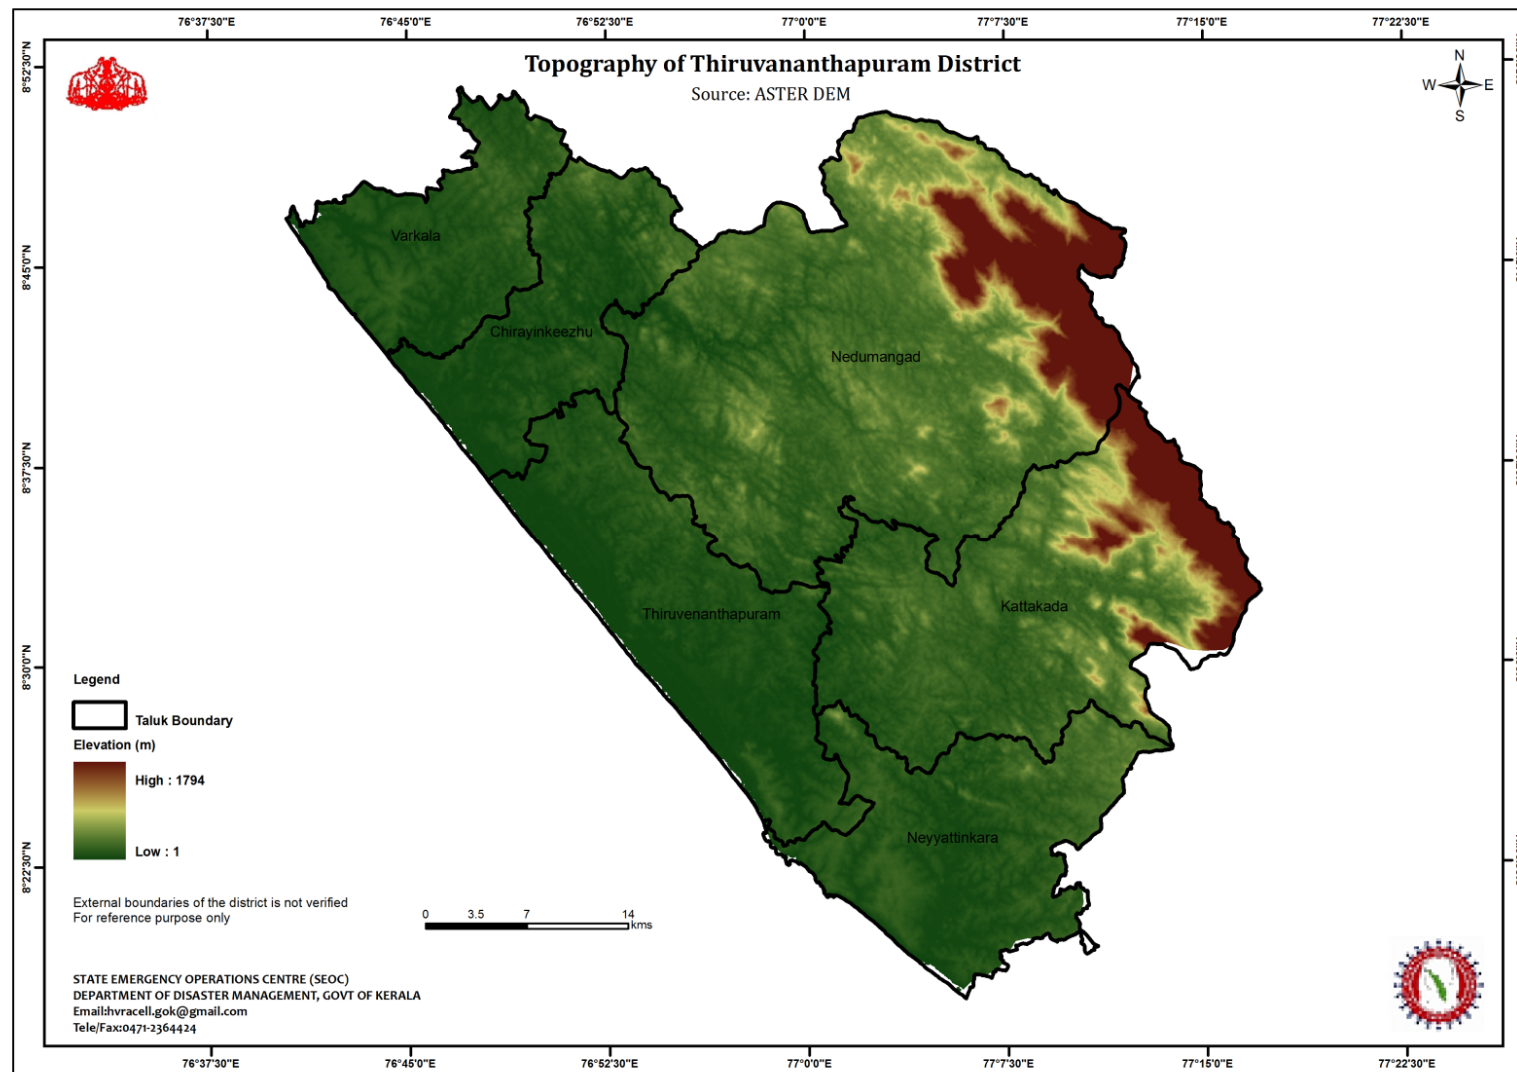 76°37'30"E 76°45'0"E 76°52'30"E 77°0'0"E 77°7'30"E 77°15'0"E 77°22'30"E
Topography of Thiruvananthapuram District
Source: ASTER DEM
N
W E
S
8°52'30"N
8°45'0"N
8°37'30"N
8°30'0"N
8°22'30"N
Varkala
Chirayinkeezhu
Nedumangad
Thiruvenanthapuram
Kattakada
Neyyattinkara
Legend
Taluk Boundary
Elevation (m)
High : 1794
Low : 1
External boundaries of the district is not verified
For reference purpose only
0 3.5 7 14
kms
STATE EMERGENCY OPERATIONS CENTRE (SEOC)
DEPARTMENT OF DISASTER MANAGEMENT, GOVT OF KERALA
Email:hvracell.gok@gmail.com
Tele/Fax:0471-2364424
76°37'30"E 76°45'0"E 76°52'30"E 77°0'0"E 77°7'30"E 77°15'0"E 77°22'30"E